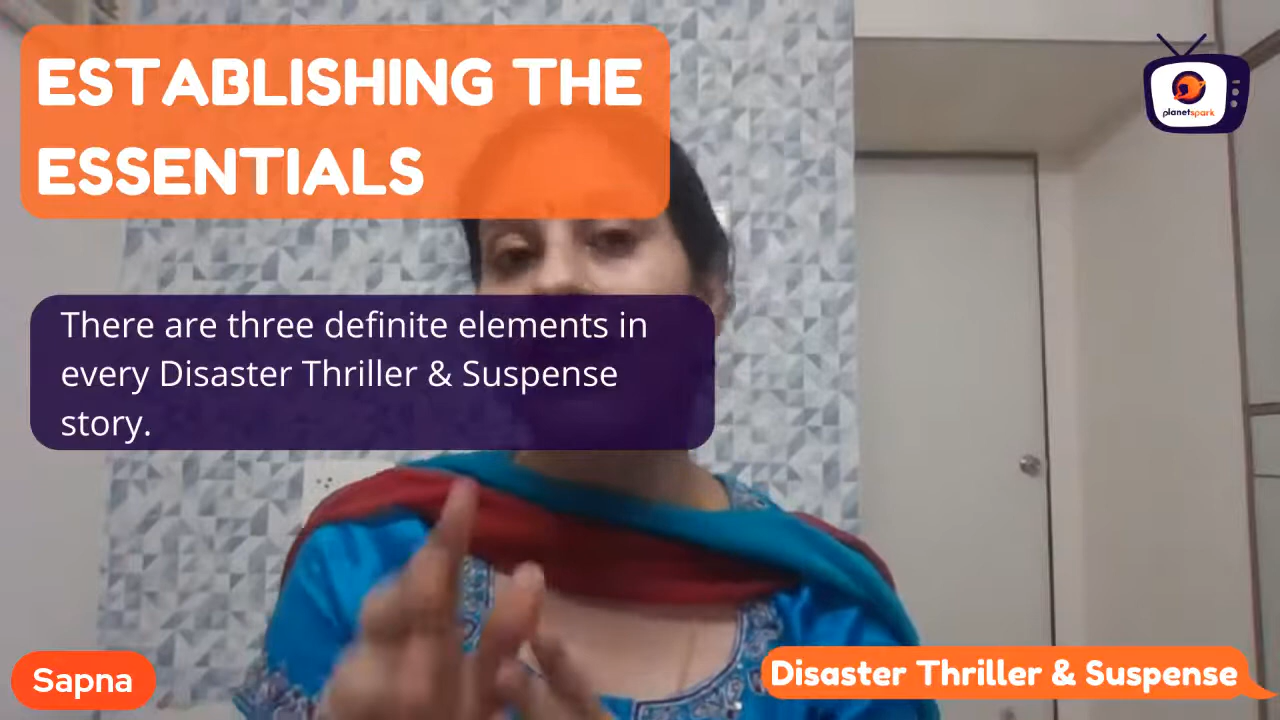 ESTABLISHING THE
ESSENTIALS
planetspark
There are three definite elements in
every Disaster Thriller & Suspense
story.
Sapna
Disaster Thriller & Suspense